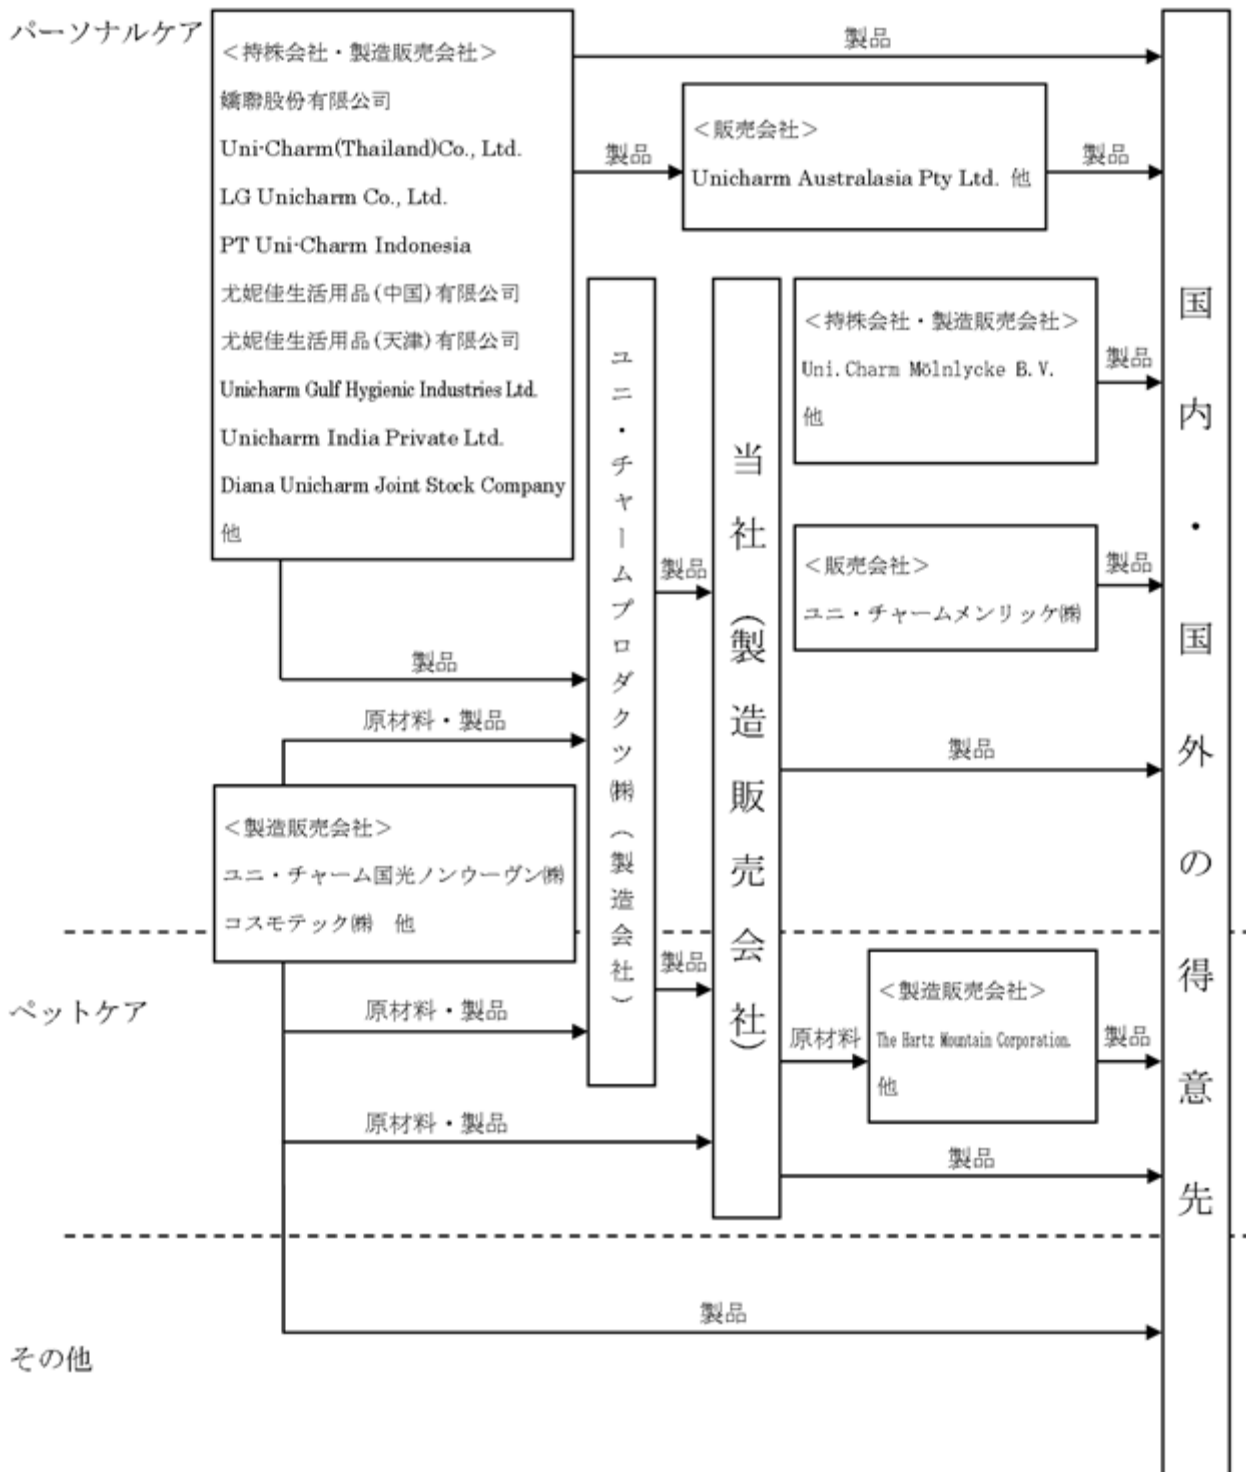 パーソナルケア
＜持株会社・製造販売会社＞
嬌聯股份有限公司
Uni-Charm(Thailand)Co., Ltd.
LG Unicharm Co., Ltd.
PT Uni-Charm Indonesia
尤妮佳生活用品(中国)有限公司
尤妮佳生活用品(天津)有限公司
Unicharm Gulf Hygienic Industries Ltd.
Unicharm India Private Ltd.
Diana Unicharm Joint Stock Company
他
製品
製品
＜販売会社＞
Unicharm Australasia Pty Ltd. 他
製品
ユニ・チャームプロダクツ㈱（製造会社）
当社（製造販売会社）
＜持株会社・製造販売会社＞
Uni.Charm Mölnlycke B.V.
他
製品
国内・国外の得意先
製品
＜販売会社＞
ユニ・チャームメンリッケ㈱
製品
製品
原材料・製品
製品
＜製造販売会社＞
ユニ・チャーム国光ノンウーヴン㈱
コスモテック㈱　他
ペットケア
製品
原材料・製品
原材料
＜製造販売会社＞
The Hartz Mountain Corporation.
他
製品
原材料・製品
製品
製品
その他